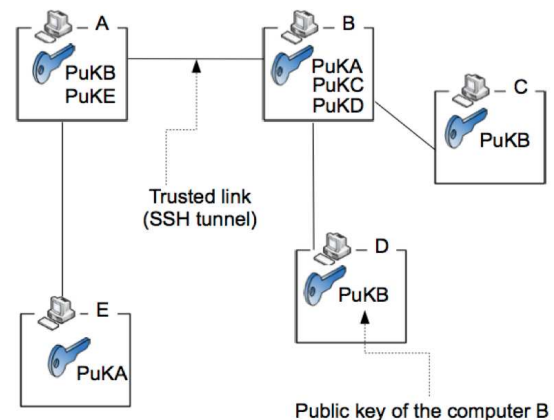 A
PuKB
PuKE
B
PuKA
PuKC
PuKD
C
PuKB
Trusted link
(SSH tunnel)
D
PuKB
E
PuKA
Public key of the computer B